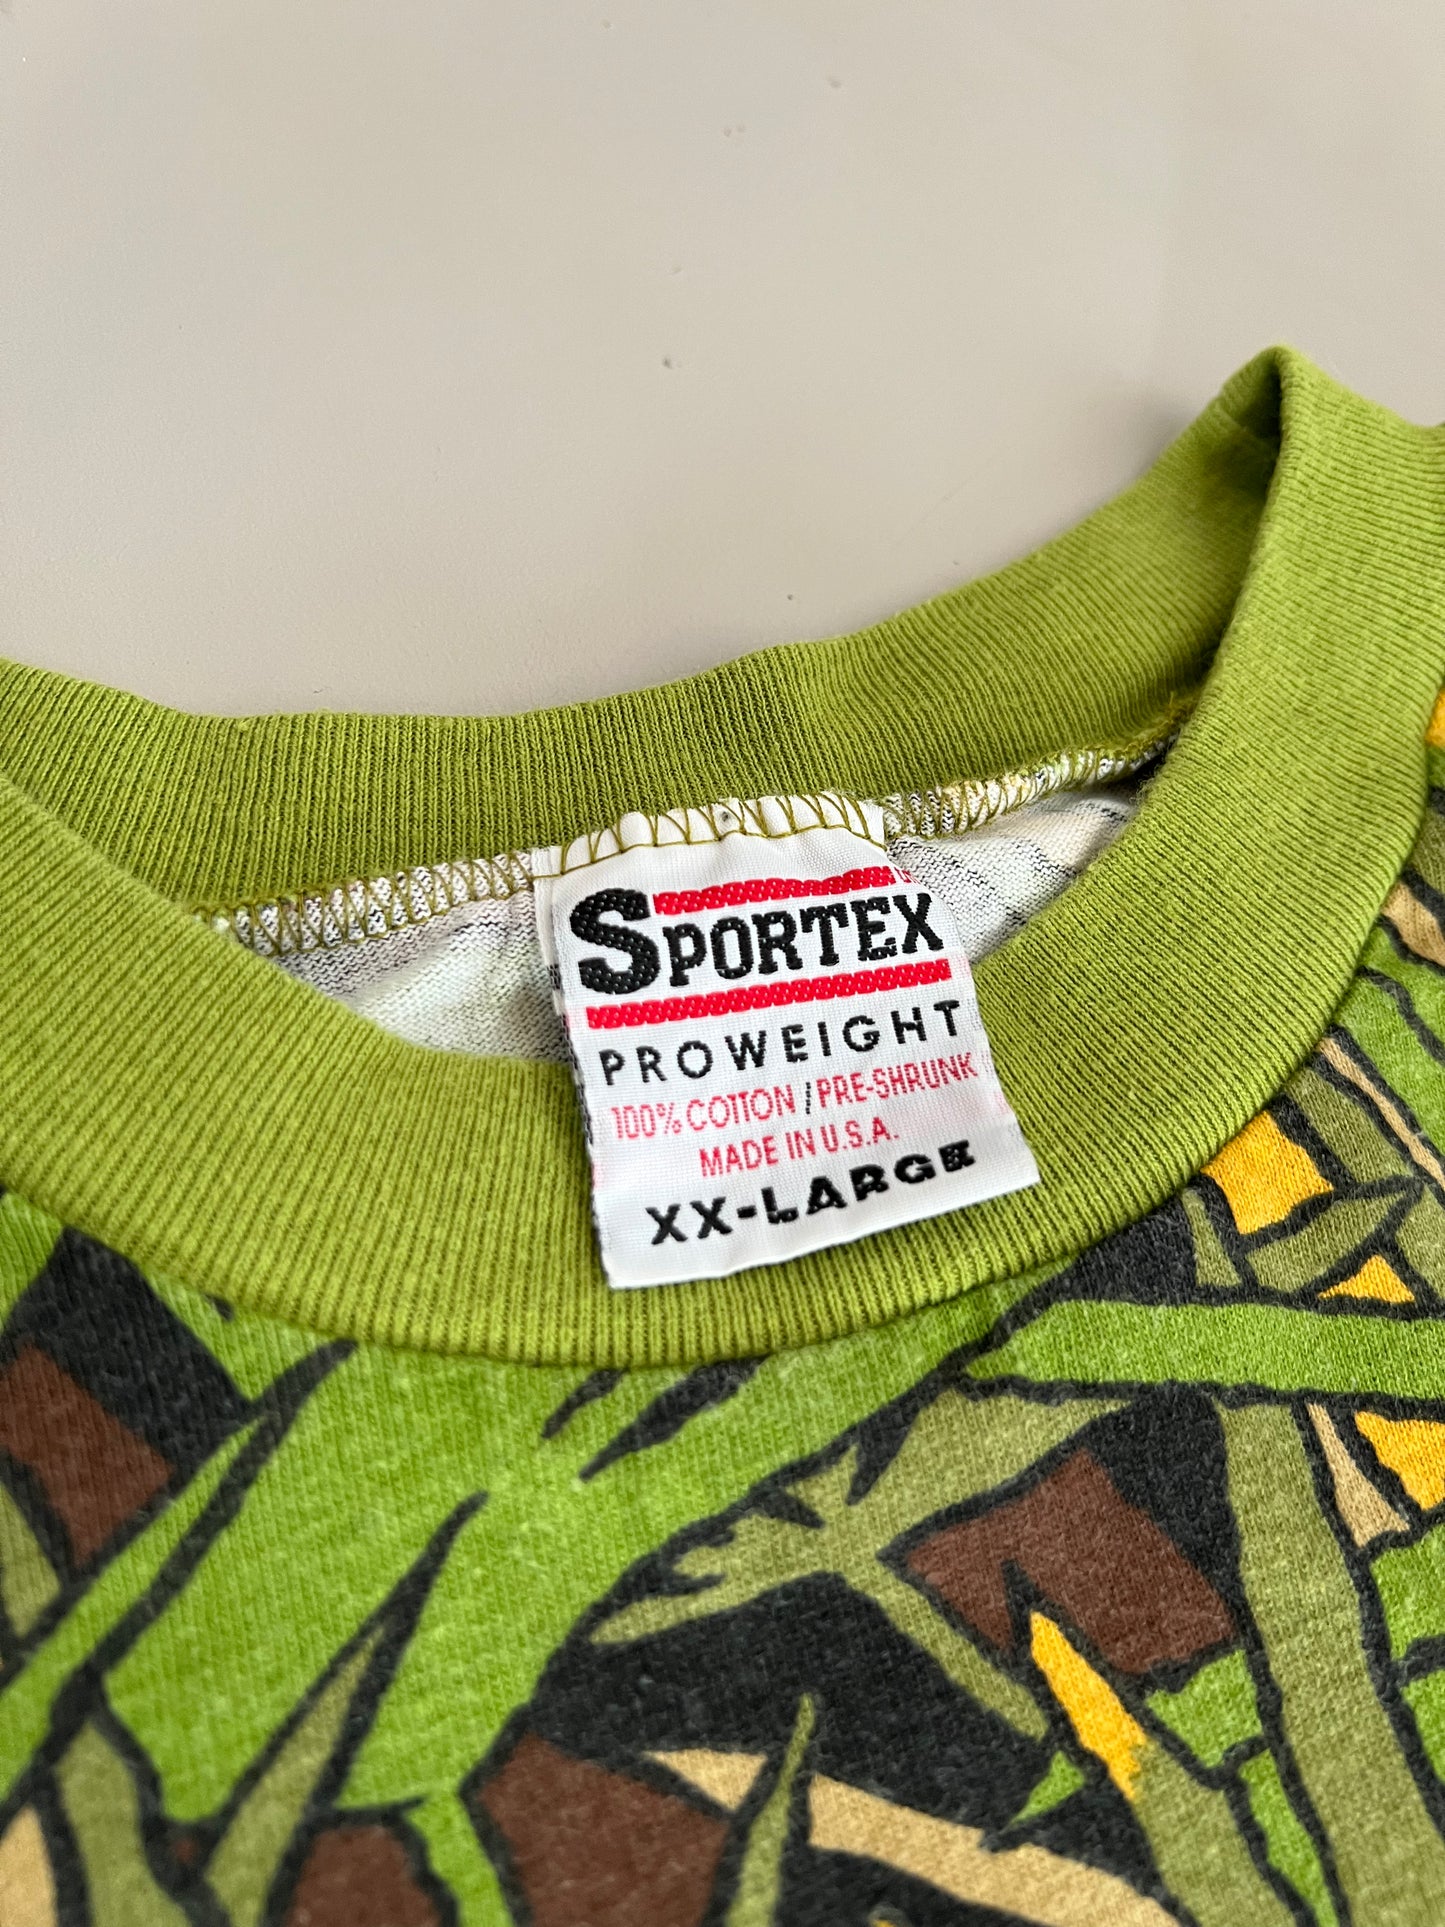 SPORTEX
PROWEIGHT
100% COTTON / PRE-SHRUNK
MADE IN U.S.A.
XX-LARGE